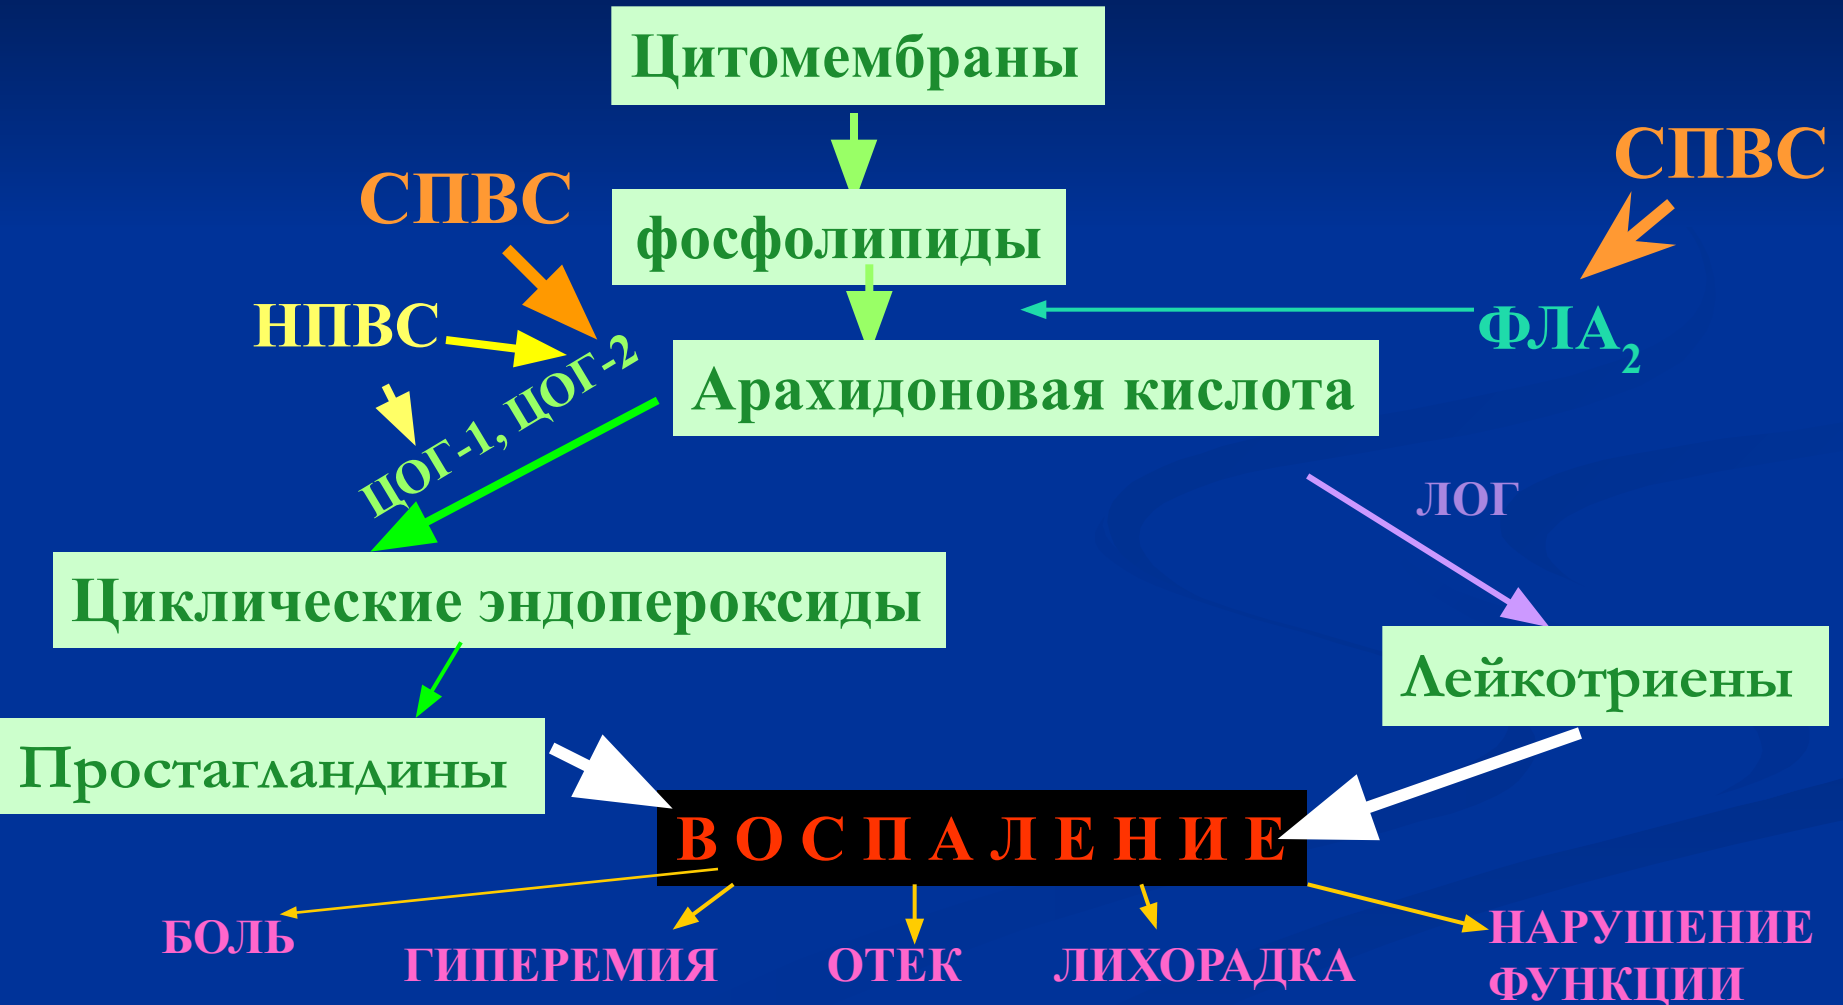 Цитомембраны
СПВС
СПВС
фосфолипиды
НПВС
ФЛА2
ЦОГ-1, ЦОГ-2
Арахидоновая кислота
ЛОГ
Циклические эндопероксиды
Лейкотриены
Простагландины
В О С П А Л Е Н И Е
БОЛЬ
ГИПЕРЕМИЯ
ОТЕК
ЛИХОРАДКА
НАРУШЕНИЕ
ФУНКЦИИ